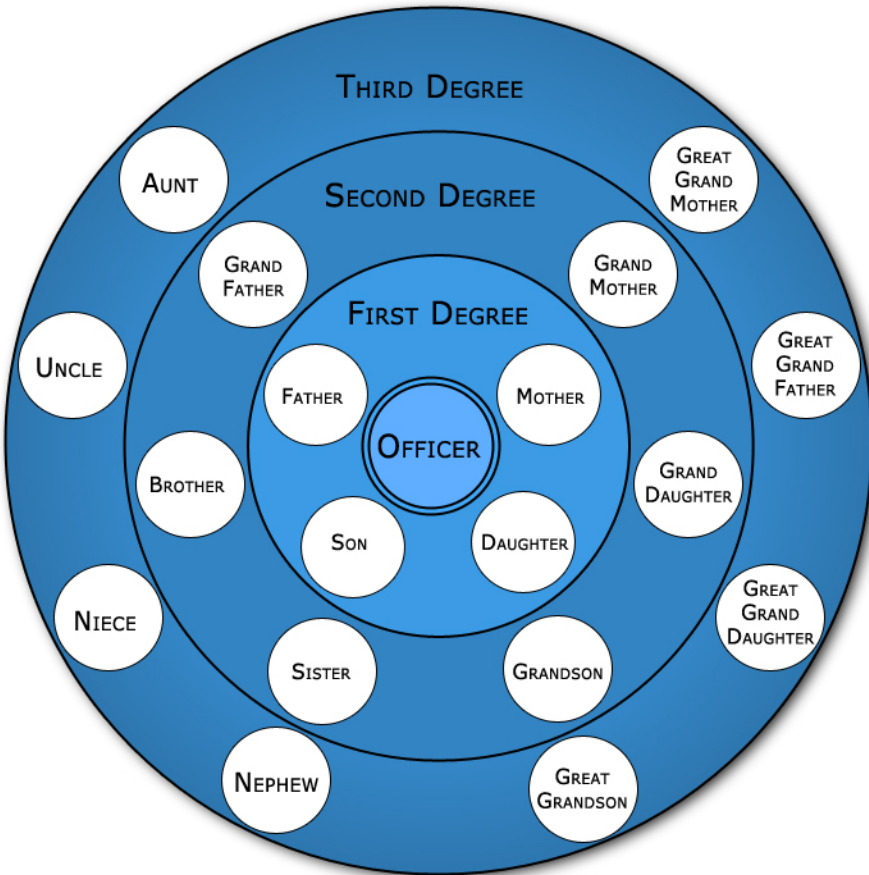 Third Degree
Aunt
Great
Grand
Mother
Second Degree
Grand
Father
Grand
Mother
First Degree
Uncle
Great
Grand
Father
Father
Mother
Officer
Brother
Grand
Daughter
Son
Daughter
Niece
Great
Grand
Daughter
Sister
Grandson
Nephew
Great
Grandson